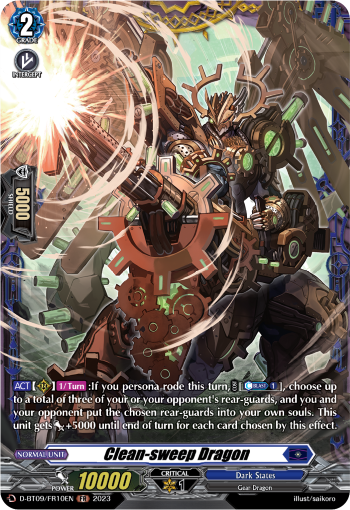 2
GRADE
INTERCEPT
5000
SHIELD
ACT【 1/Turn】:If you persona rode this turn, [BLAST 1], choose up
to a total of three of your or your opponent's rear-guards, and you and
your opponent put the chosen rear-guards into your own souls. This
unit gets +5000 until end of turn for each card chosen by this effect.
NORMAL UNIT
Clean-sweep Dragon
POWER
10000
CRITICAL
1
Dark States
Gear Dragon
D-BT09/FR10EN FR 2023
illust/saikoro